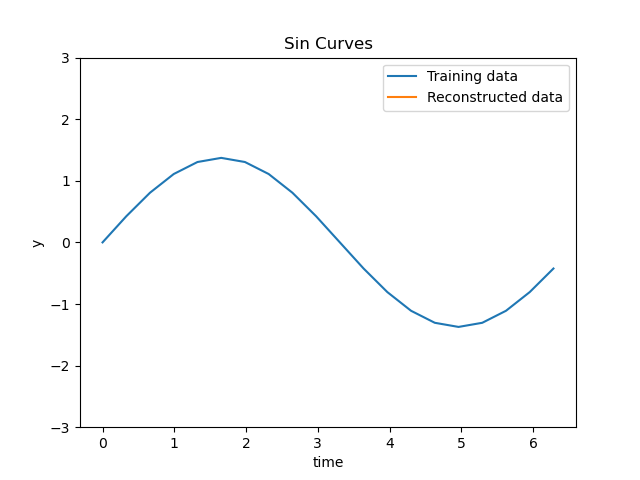 Sin Curves
Training data
Reconstructed data
3
2
1
0
−1
−2
−3
y
0 1 2 3 4 5 6
time